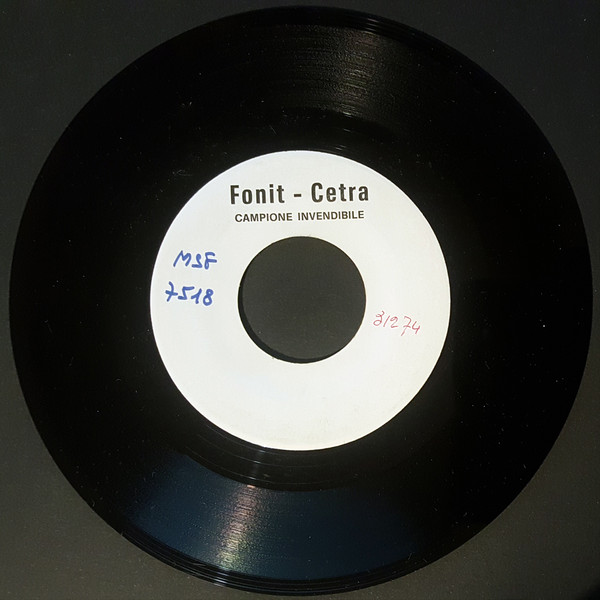 Fonit - Cetra
CAMPIONE INVENDIBILE
MSF
7518
31274